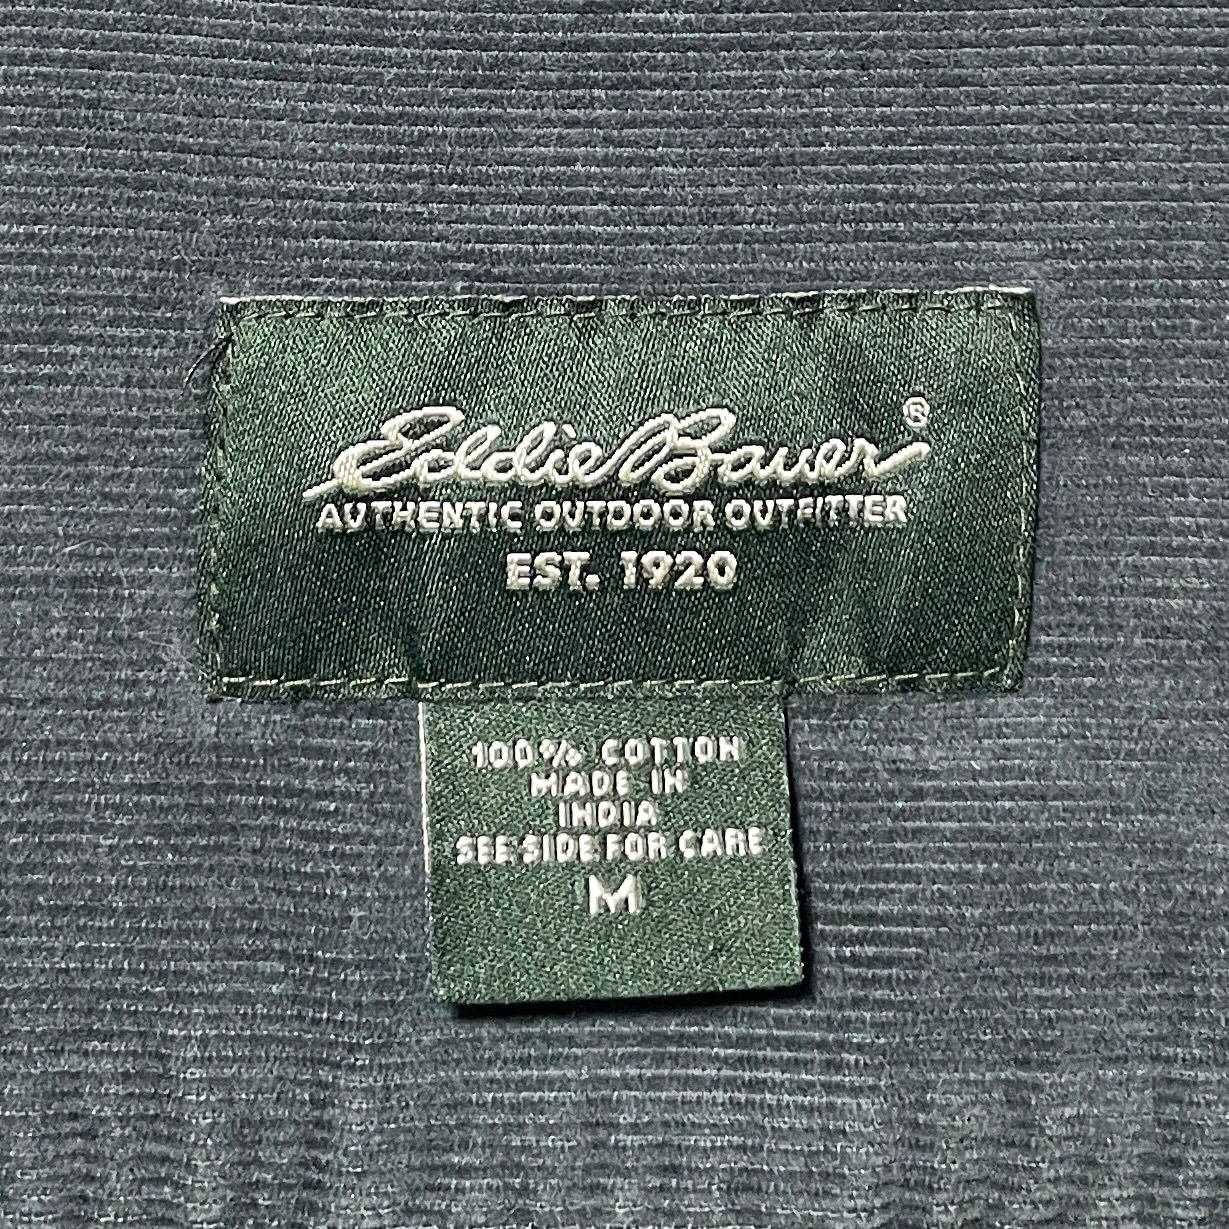 Eddie Bauer®
AUTHENTIC OUTDOOR OUTFITTER
EST. 1920
100% COTTON
MADE IN
INDIA
SEE SIDE FOR CARE
M